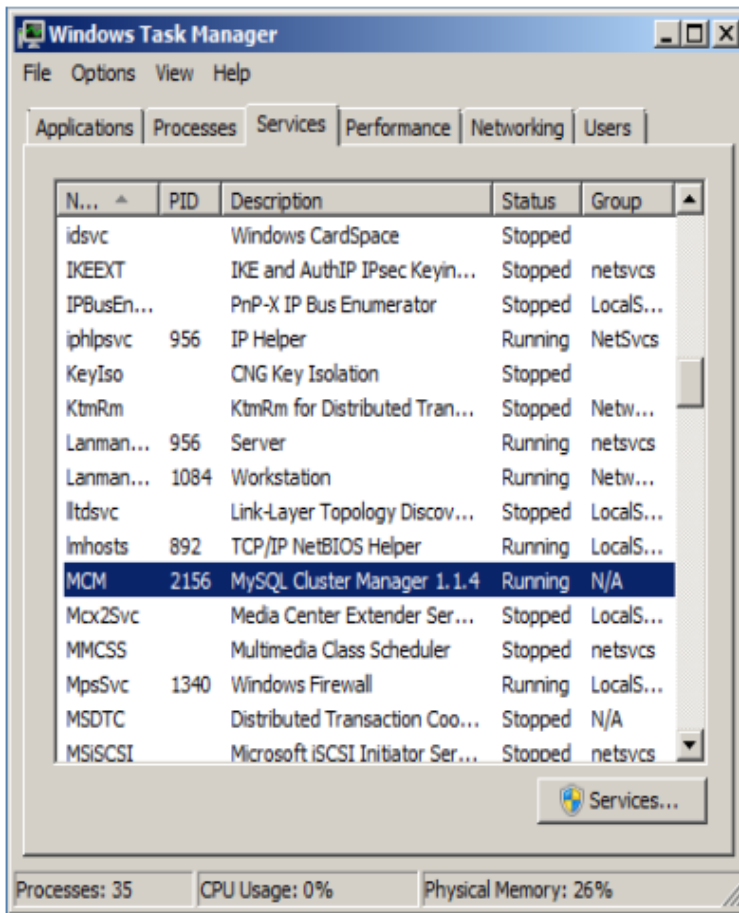 Windows Task Manager
File Options View Help
Applications Processes Services Performance Networking Users
N... PID Description Status Group
idsvc Windows CardSpace Stopped
IKEEXT IKE and AuthIP IPsec Keyin... Stopped netsvcs
IPBusEn... PnP-X IP Bus Enumerator Stopped LocalS...
iphlpsvc 956 IP Helper Running NetSvcs
KeyIso CNG Key Isolation Stopped
KtmRm KtmRm for Distributed Tran... Stopped Netw...
Lanman... 956 Server Running netsvcs
Lanman... 1084 Workstation Running Netw...
lltdsvc Link-Layer Topology Discov... Stopped LocalS...
lmhosts 892 TCP/IP NetBIOS Helper Running LocalS...
MCM 2156 MySQL Cluster Manager 1.1.4 Running N/A
Mcx2Svc Media Center Extender Ser... Stopped LocalS...
MMCSS Multimedia Class Scheduler Stopped netsvcs
MpsSvc 1340 Windows Firewall Running LocalS...
MSDTC Distributed Transaction Coo... Stopped N/A
MSiSCSI Microsoft iSCSI Initiator Ser... Stopped netsvcs
Services...
Processes: 35 CPU Usage: 0% Physical Memory: 26%